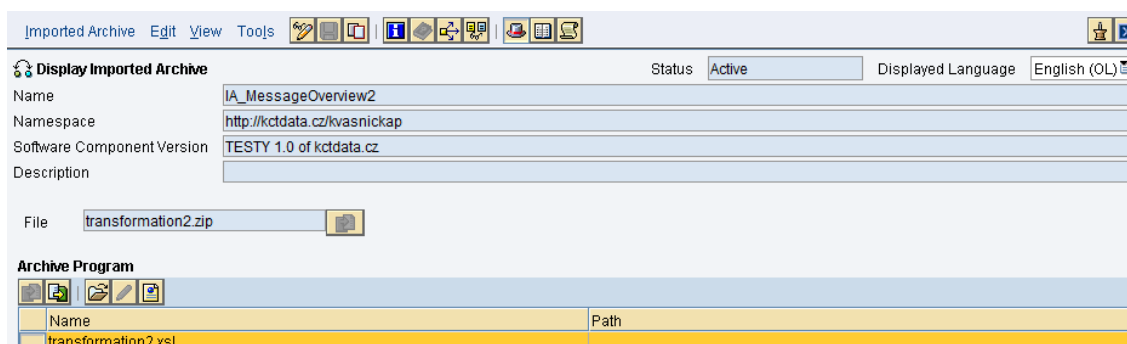 Imported Archive Edit View Tools
Display Imported Archive Status Active Displayed Language English (OL)
Name IA_MessageOverview2
Namespace http://kctdata.cz/kvasnickap
Software Component Version TESTY 1.0 of kctdata.cz
Description
File transformation2.zip
Archive Program
Name Path
transformation2.xsl